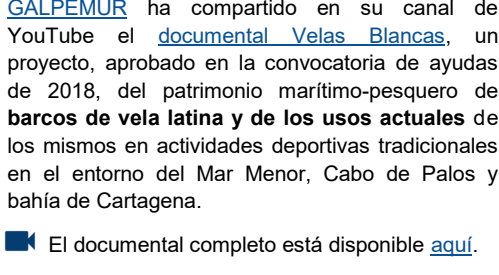 GALPEMUR ha compartido en su canal de
YouTube el documental Velas Blancas, un
proyecto, aprobado en la convocatoria de ayudas
de 2018, del patrimonio marítimo-pesquero de
barcos de vela latina y de los usos actuales de
los mismos en actividades deportivas tradicionales
en el entorno del Mar Menor, Cabo de Palos y
bahía de Cartagena.
El documental completo está disponible aquí.